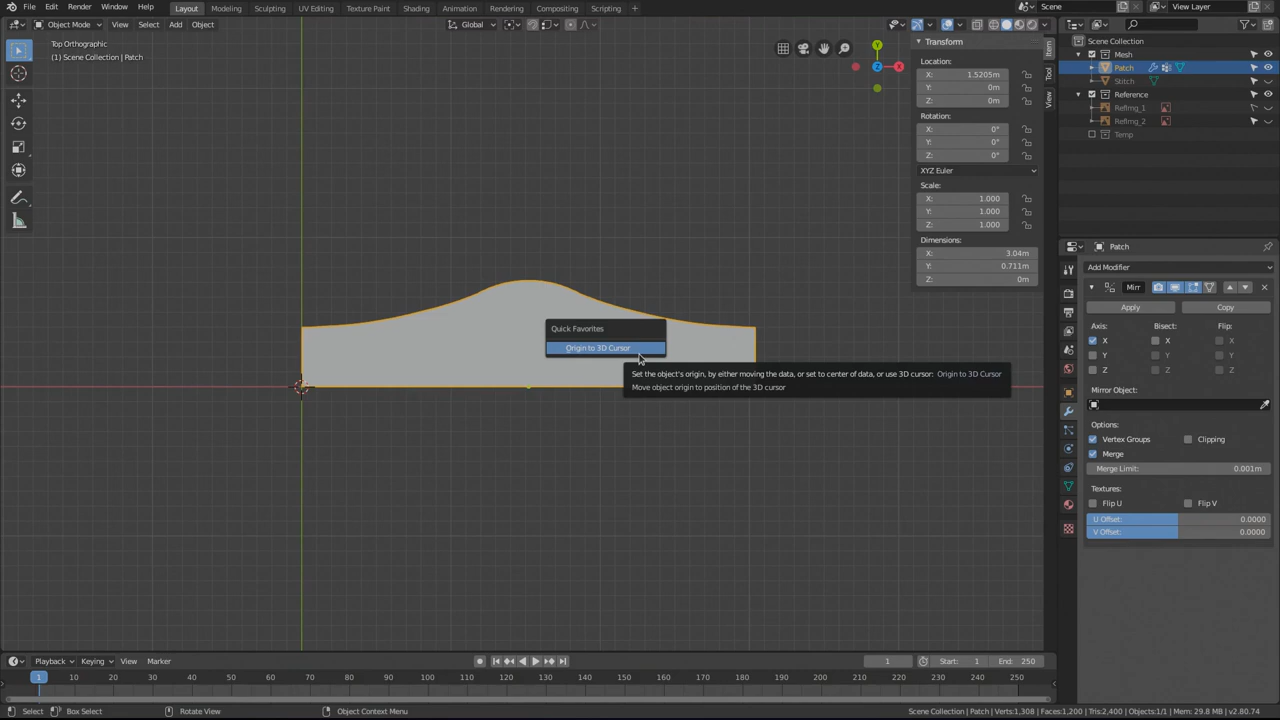 File Edit Render Window Help Layout Modeling Sculpting UV Editing Texture Paint Shading Animation Rendering Compositing Scripting + Scene View Layer
Object Mode View Select Add Object Global
Top Orthographic
(1) Scene Collection | Patch
Y
X
Z
Transform
Location:
X: 1.5205m
Y: 0m
Z: 0m
Rotation:
X: 0°
Y: 0°
Z: 0°
XYZ Euler
Scale:
X: 1.000
Y: 1.000
Z: 1.000
Dimensions:
X: 3.04m
Y: 0.711m
Z: 0m
Item
Tool
View
Quick Favorites
Origin to 3D Cursor
Set the object's origin, by either moving the data, or set to center of data, or use 3D cursor: Origin to 3D Cursor
Move object origin to position of the 3D cursor
Scene Collection
Mesh
Patch
Stitch
Reference
RefImg_1
RefImg_2
Temp
Patch
Add Modifier
Mirr
Apply Copy
Axis: Bisect: Flip:
X X X
Y Y Y
Z Z Z
Mirror Object:
Options:
Vertex Groups Clipping
Merge
Merge Limit: 0.001m
Textures:
Flip U Flip V
U Offset: 0.0000
V Offset: 0.0000
Playback Keying View Marker 1 Start: 1 End: 250
1 10 20 30 40 50 60 70 80 90 100 110 120 130 140 150 160 170 180 190 200 210 220 230 240 250
Select Box Select Rotate View Object Context Menu Scene Collection | Patch | Verts:1,308 | Faces:1,200 | Tris:2,400 | Objects:1/1 | Mem: 29.8 MB | v2.80.74